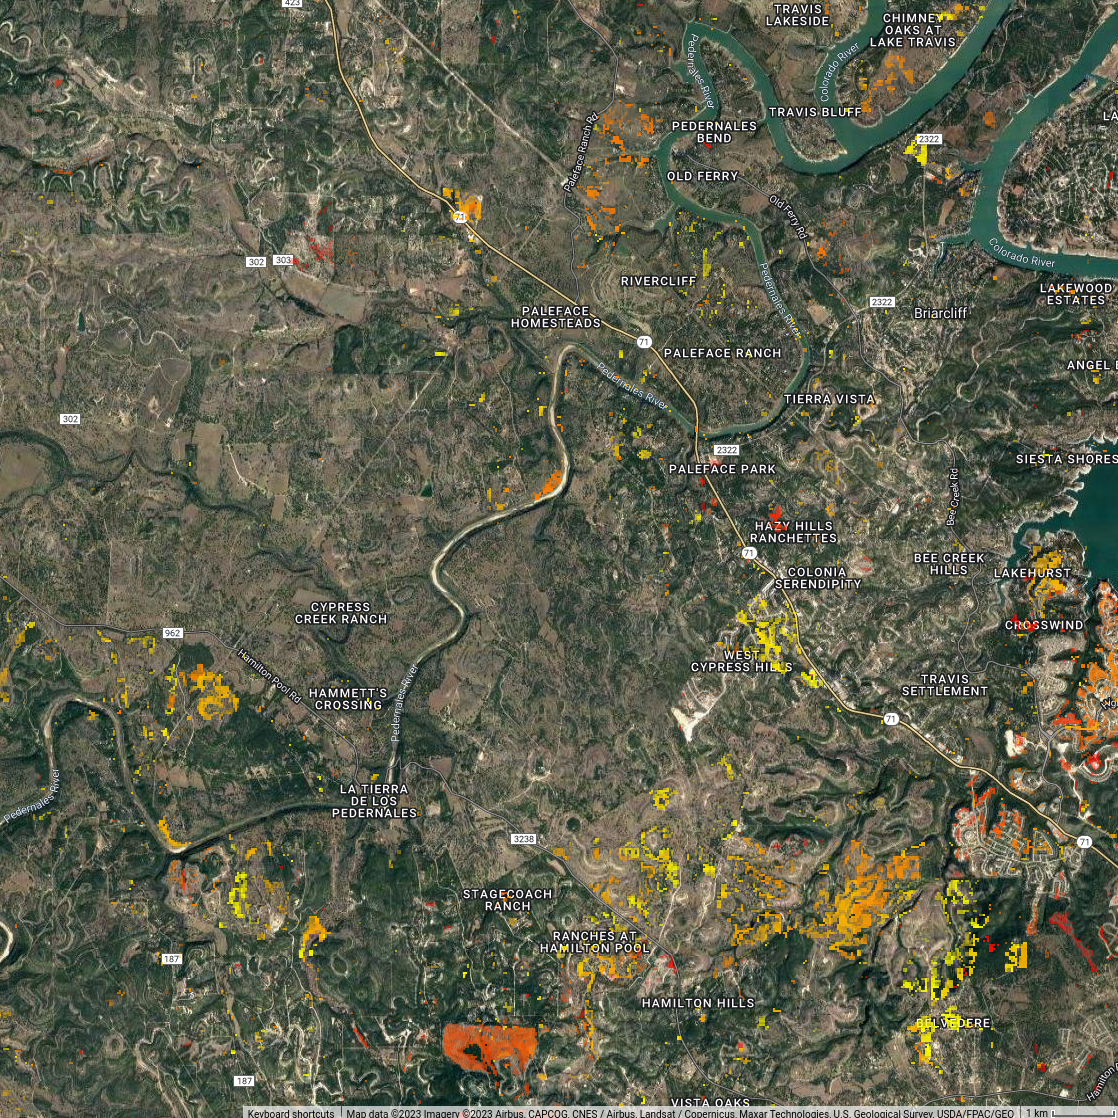 423
TRAVIS
LAKESIDE
CHIMNEY
OAKS AT
LAKE TRAVIS
Pedernales River
Colorado River
TRAVIS BLUFF
PEDERNALES
BEND
2322
Paleface Ranch Rd
OLD FERRY
71
Old Ferry Rd
302
303
Colorado River
RIVERCLIFF
Pedernales River
LAKEWOOD
ESTATES
2322
Briarcliff
PALEFACE
HOMESTEADS
71
PALEFACE RANCH
ANGEL
Pedernales River
TIERRA VISTA
302
2322
SIESTA SHORES
PALEFACE PARK
Bee Creek Rd
HAZY HILLS
RANCHETTES
71
BEE CREEK
HILLS
LAKEHURST
COLONIA
SERENDIPITY
CYPRESS
CREEK RANCH
CROSSWIND
962
Hamilton Pool Rd
WEST
CYPRESS HILLS
TRAVIS
SETTLEMENT
HAMMETT'S
CROSSING
Pedernales River
71
Pedernales River
LA TIERRA
DE LOS
PEDERNALES
3238
71
STAGECOACH
RANCH
RANCHES AT
HAMILTON POOL
187
HAMILTON HILLS
BELVEDERE
187
Hamilton
VISTA OAKS
Keyboard shortcuts
Map data ©2023 Imagery ©2023 Airbus, CAPCOG, CNES / Airbus, Landsat / Copernicus, Maxar Technologies, U.S. Geological Survey, USDA/FPAC/GEO
1 km